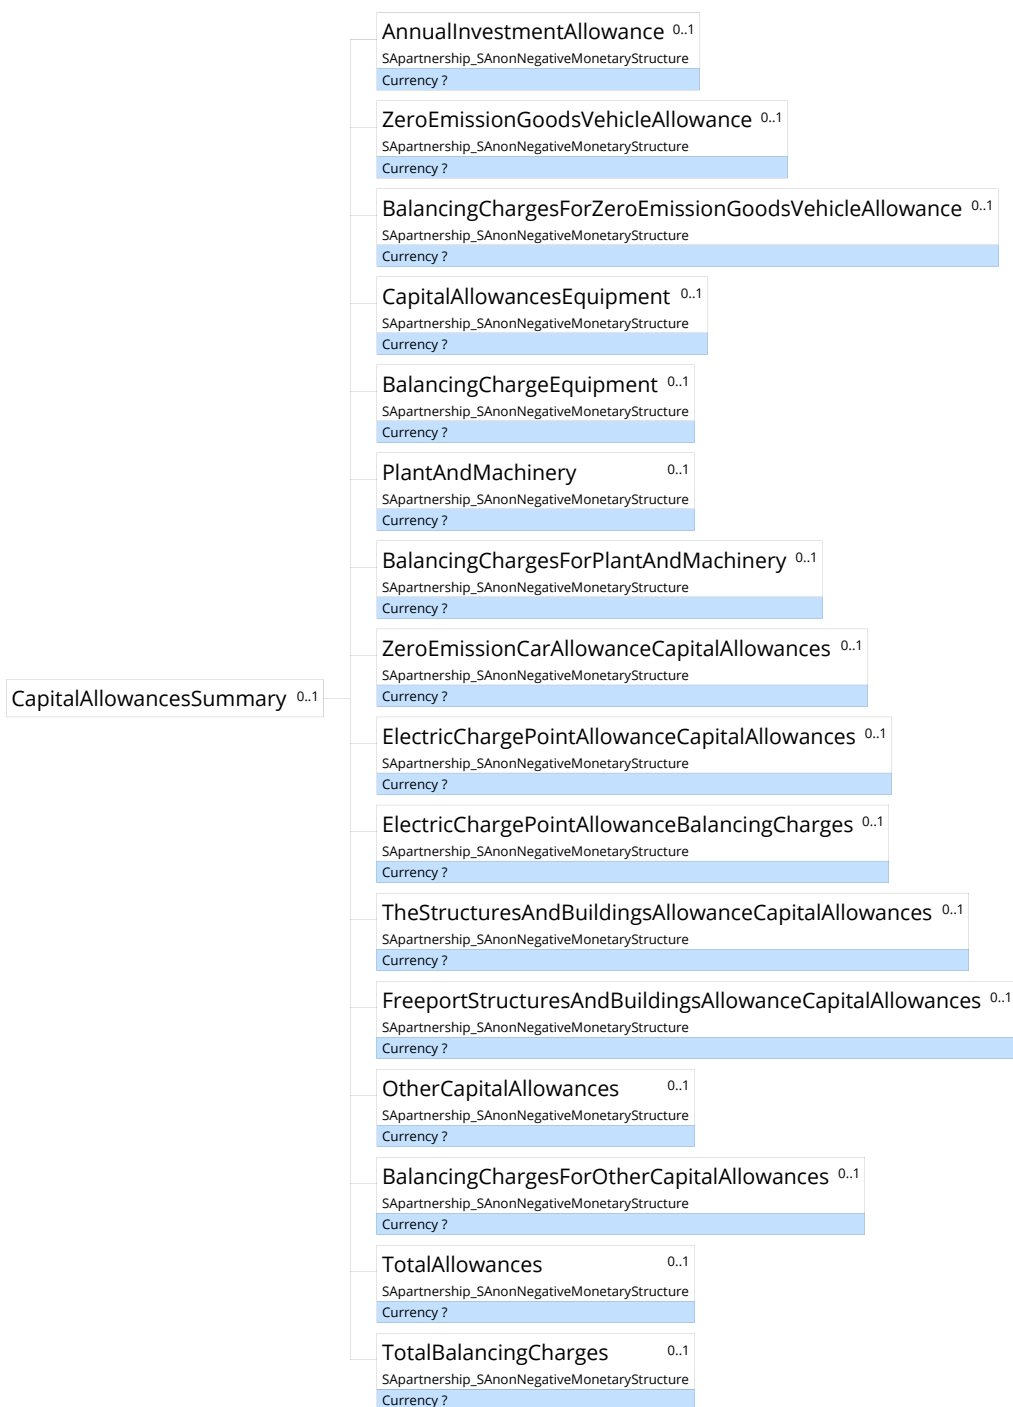 AnnualInvestmentAllowance 0..1
SApartnership_SAnonNegativeMonetaryStructure
Currency ?
ZeroEmissionGoodsVehicleAllowance 0..1
SApartnership_SAnonNegativeMonetaryStructure
Currency ?
BalancingChargesForZeroEmissionGoodsVehicleAllowance 0..1
SApartnership_SAnonNegativeMonetaryStructure
Currency ?
CapitalAllowancesEquipment 0..1
SApartnership_SAnonNegativeMonetaryStructure
Currency ?
BalancingChargeEquipment 0..1
SApartnership_SAnonNegativeMonetaryStructure
Currency ?
PlantAndMachinery 0..1
SApartnership_SAnonNegativeMonetaryStructure
Currency ?
BalancingChargesForPlantAndMachinery 0..1
SApartnership_SAnonNegativeMonetaryStructure
Currency ?
ZeroEmissionCarAllowanceCapitalAllowances 0..1
SApartnership_SAnonNegativeMonetaryStructure
Currency ?
CapitalAllowancesSummary 0..1
ElectricChargePointAllowanceCapitalAllowances 0..1
SApartnership_SAnonNegativeMonetaryStructure
Currency ?
ElectricChargePointAllowanceBalancingCharges 0..1
SApartnership_SAnonNegativeMonetaryStructure
Currency ?
TheStructuresAndBuildingsAllowanceCapitalAllowances 0..1
SApartnership_SAnonNegativeMonetaryStructure
Currency ?
FreeportStructuresAndBuildingsAllowanceCapitalAllowances 0..1
SApartnership_SAnonNegativeMonetaryStructure
Currency ?
OtherCapitalAllowances 0..1
SApartnership_SAnonNegativeMonetaryStructure
Currency ?
BalancingChargesForOtherCapitalAllowances 0..1
SApartnership_SAnonNegativeMonetaryStructure
Currency ?
TotalAllowances 0..1
SApartnership_SAnonNegativeMonetaryStructure
Currency ?
TotalBalancingCharges 0..1
SApartnership_SAnonNegativeMonetaryStructure
Currency ?